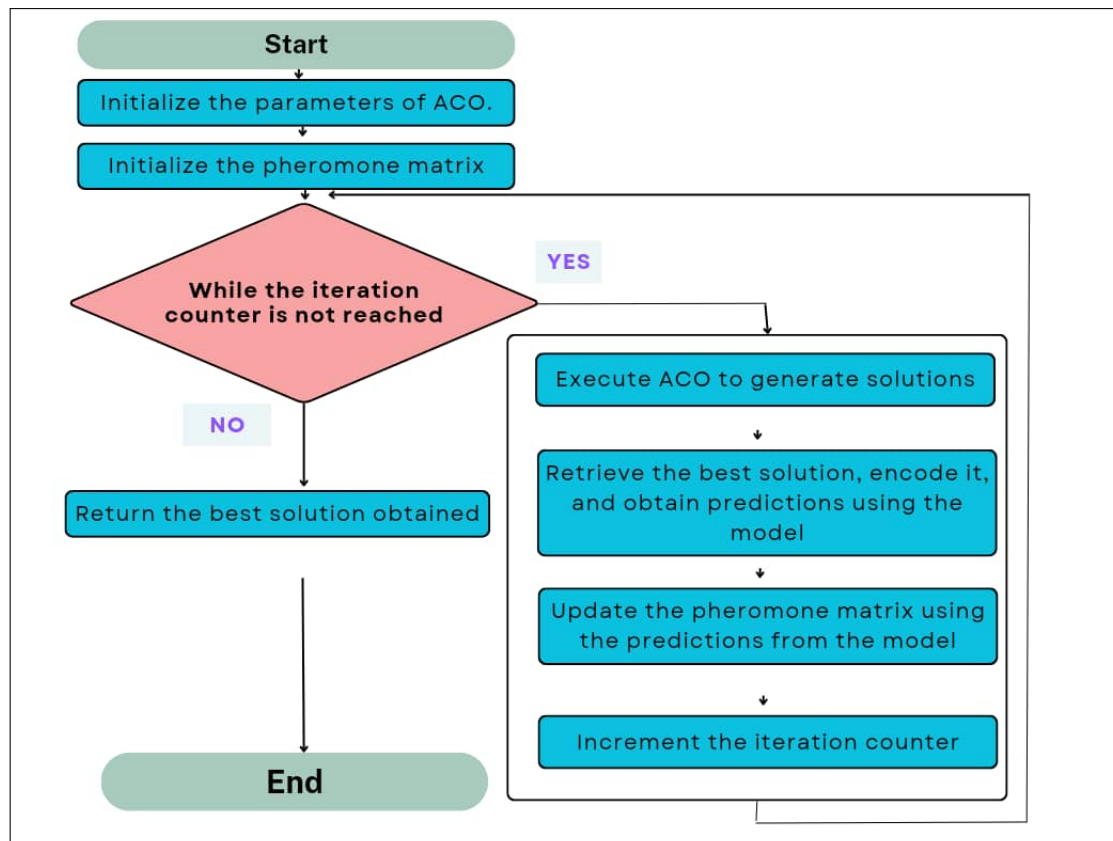 Start
Initialize the parameters of ACO.
Initialize the pheromone matrix
While the iteration
counter is not reached
YES
NO
Execute ACO to generate solutions
Retrieve the best solution, encode it,
and obtain predictions using the
model
Update the pheromone matrix using
the predictions from the model
Increment the iteration counter
Return the best solution obtained
End